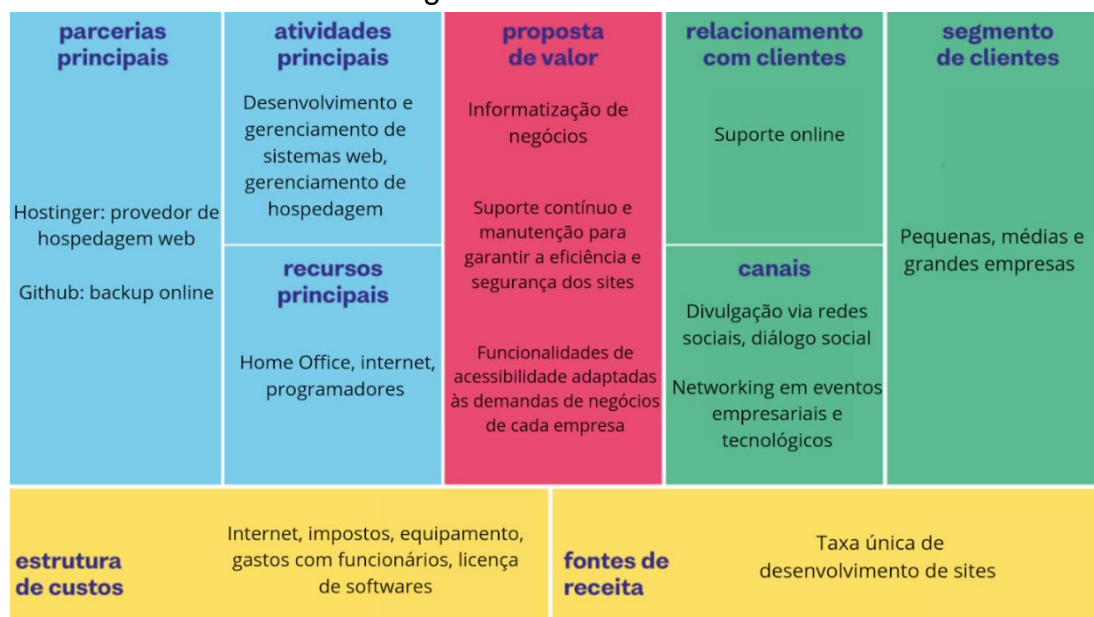 parcerias
principais
Hostinger: provedor de
hospedagem web
Github: backup online
atividades
principais
Desenvolvimento e
gerenciamento de
sistemas web,
gerenciamento de
hospedagem
recursos
principais
Home Office, internet,
programadores
proposta
de valor
Informatização de
negócios
Suporte contínuo e
manutenção para
garantir a eficiência e
segurança dos sites
Funcionalidades de
acessibilidade adaptadas
às demandas de negócios
de cada empresa
relacionamento
com clientes
Suporte online
canais
Divulgação via redes
sociais, diálogo social
Networking em eventos
empresariais e
tecnológicos
segmento
de clientes
Pequenas, médias e
grandes empresas
estrutura
de custos
Internet, impostos, equipamento,
gastos com funcionários, licença
de softwares
fontes de
receita
Taxa única de
desenvolvimento de sites